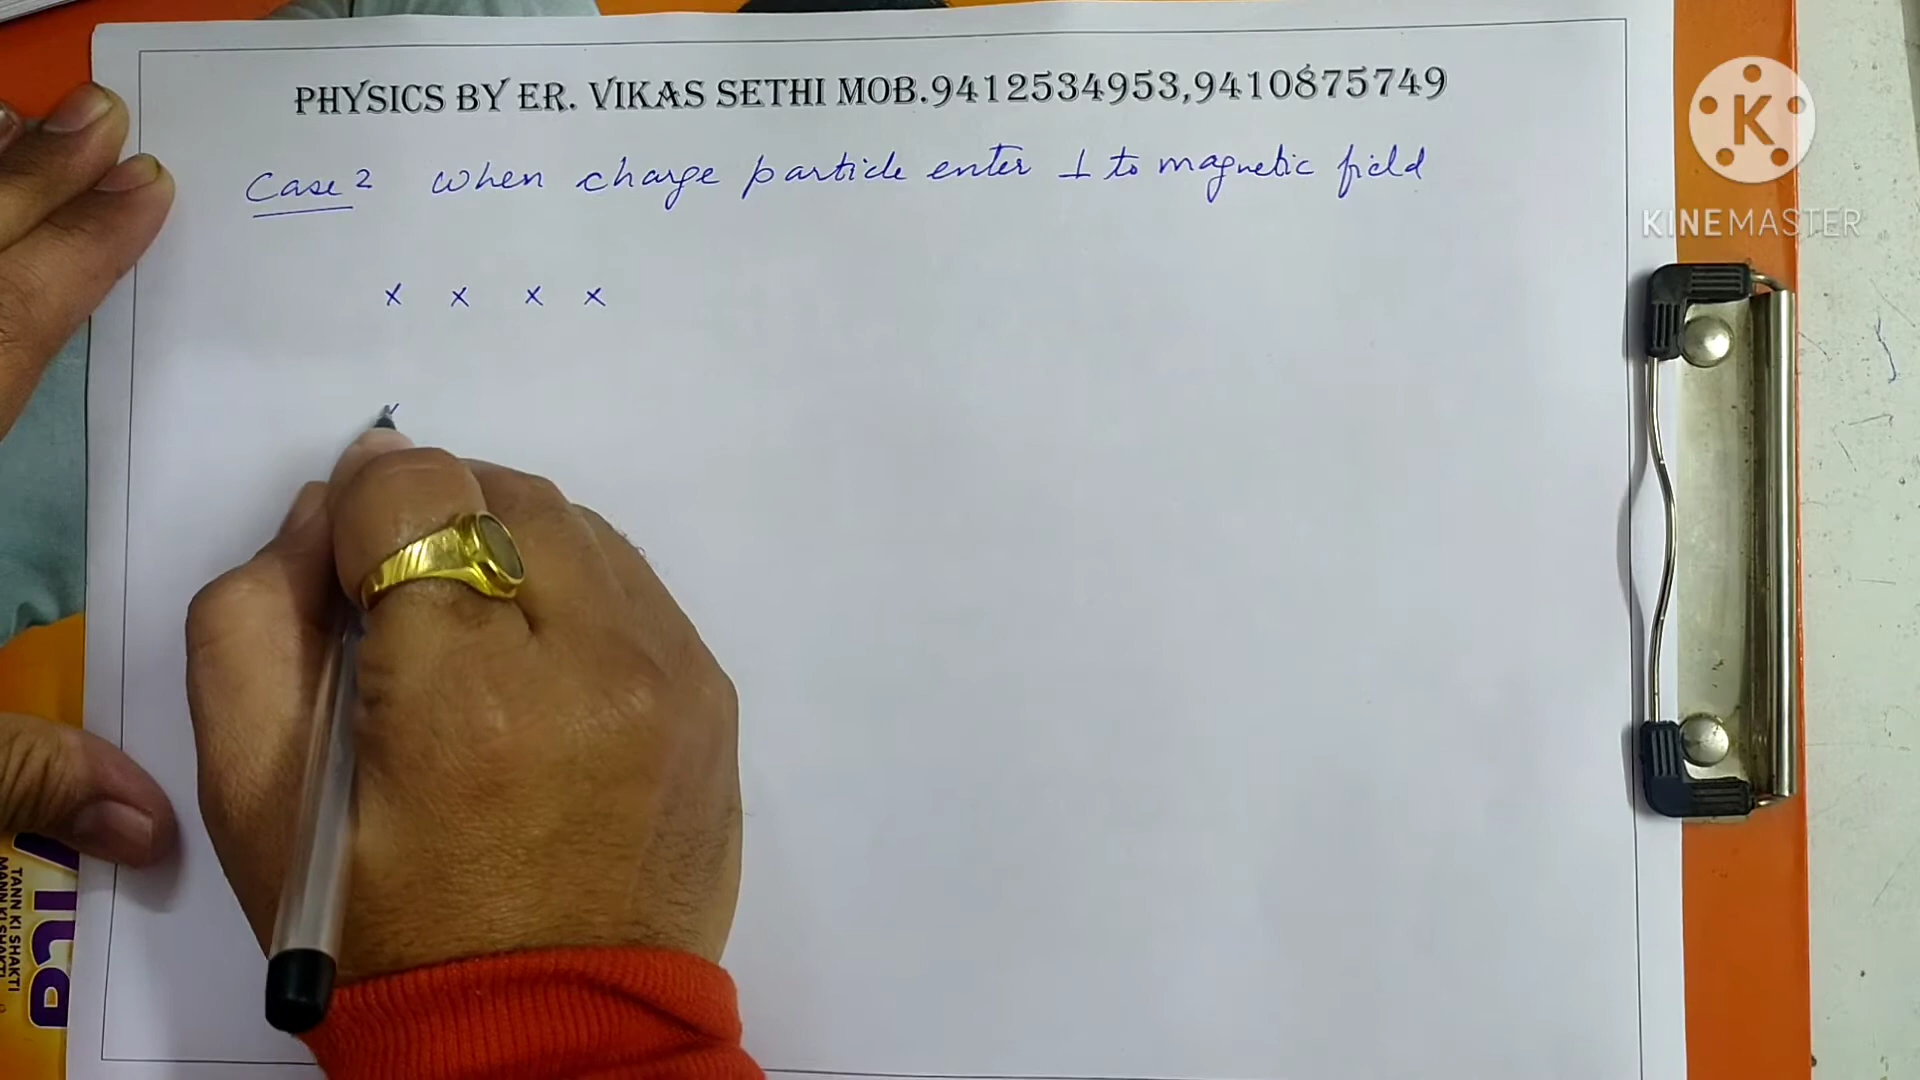 PHYSICS BY ER. VIKAS SETHI MOB.9412534953,9410875749
K
KINEMASTER
Case 2 When charge particle enter ⊥ to magnetic field
x x x x
TANN KI SHAKTI
MANN KI SHAKTI
Vita